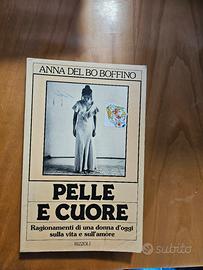 ANNA DEL BO BOFFINO
PELLE
E CUORE
Ragionamenti di una donna d'oggi
sulla vita e sull'amore
RIZZOLI
subito